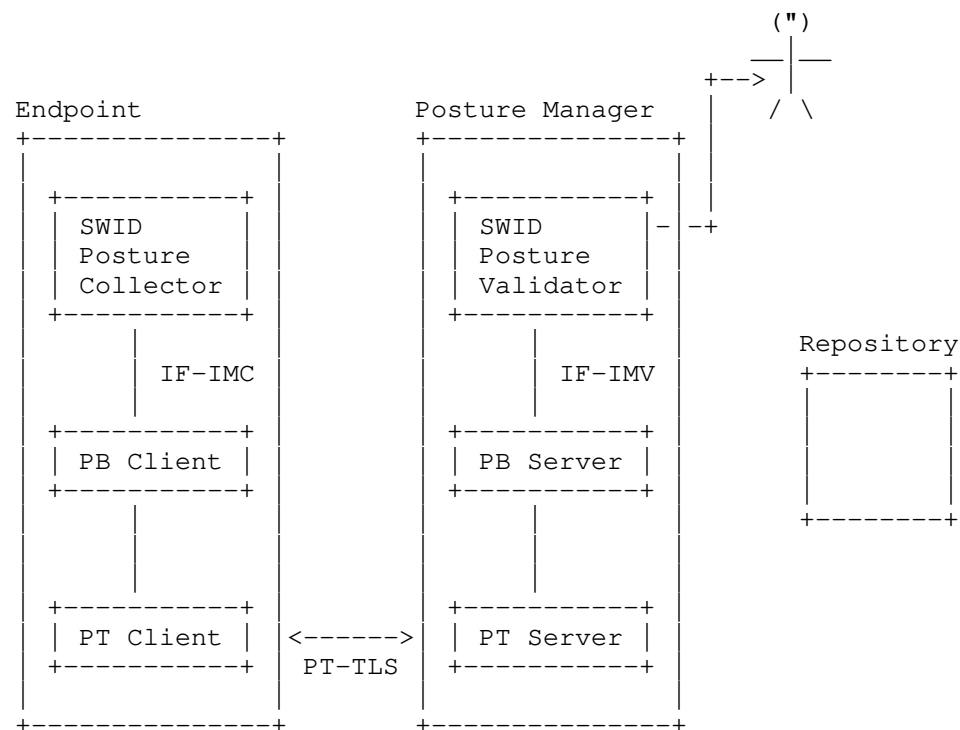 Endpoint
Posture Manager
SWID
Posture
Collector
SWID
Posture
Validator
Repository
IF-IMC
IF-IMV
PB Client
PB Server
PT Client
<------>
PT-TLS
PT Server